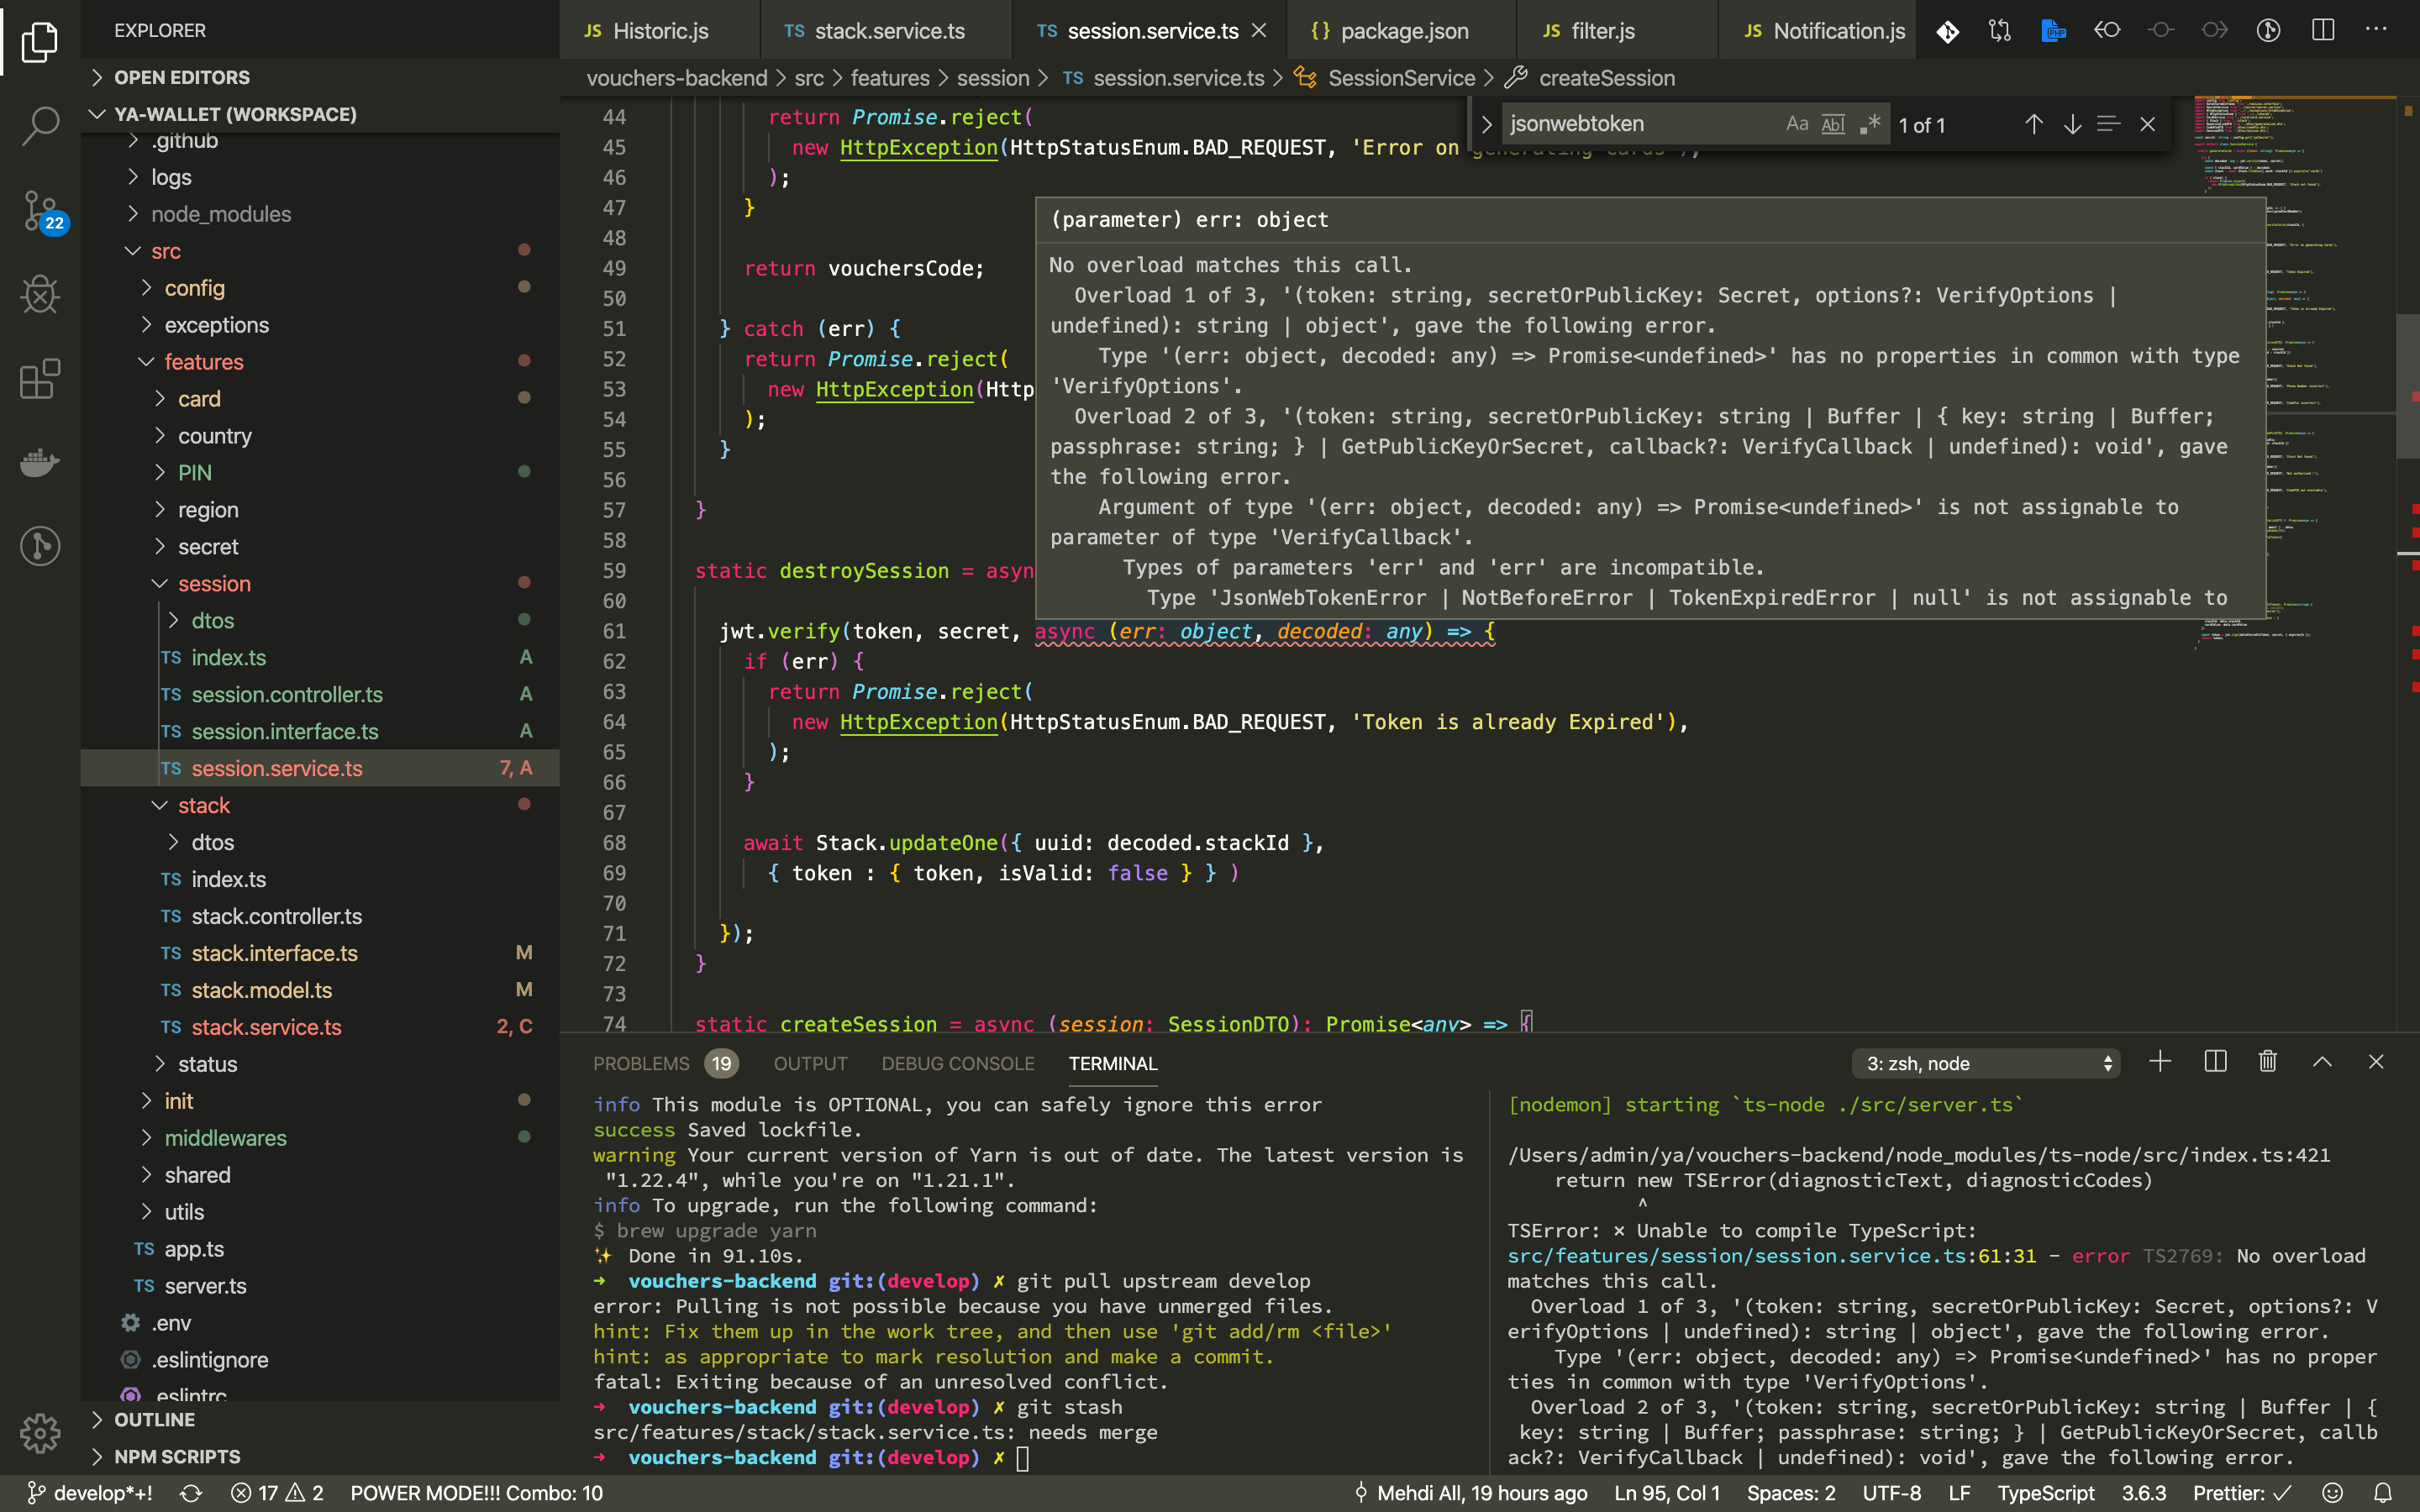 EXPLORER
OPEN EDITORS
YA-WALLET (WORKSPACE)
.github
logs
node_modules
src
config
exceptions
features
card
country
PIN
region
secret
session
dtos
TS index.ts A
TS session.controller.ts A
TS session.interface.ts A
TS session.service.ts 7, A
stack
dtos
TS index.ts
TS stack.controller.ts
TS stack.interface.ts M
TS stack.model.ts M
TS stack.service.ts 2, C
status
init
middlewares
shared
utils
TS app.ts
TS server.ts
.env
.eslintignore
.eslintrc
OUTLINE
NPM SCRIPTS
22
JS Historic.js TS stack.service.ts TS session.service.ts {} package.json JS filter.js JS Notification.js
vouchers-backend > src > features > session > TS session.service.ts > SessionService > createSession
jsonwebtoken Aa Abl .* 1 of 1
44 return Promise.reject(
45 new HttpException(HttpStatusEnum.BAD_REQUEST, 'Error on generating Cards'),
46 );
47 }
48
49 return vouchersCode;
50
51 } catch (err) {
52 return Promise.reject(
53 new HttpException(Http
54 );
55 }
56
57 }
58
59 static destroySession = asyn
60
61 jwt.verify(token, secret, async (err: object, decoded: any) => {
62 if (err) {
63 return Promise.reject(
64 new HttpException(HttpStatusEnum.BAD_REQUEST, 'Token is already Expired'),
65 );
66 }
67
68 await Stack.updateOne({ uuid: decoded.stackId },
69 { token : { token, isValid: false } } )
70
71 });
72 }
73
74 static createSession = async (session: SessionDTO): Promise<any> => {
(parameter) err: object
No overload matches this call.
Overload 1 of 3, '(token: string, secretOrPublicKey: Secret, options?: VerifyOptions |
undefined): string | object', gave the following error.
Type '(err: object, decoded: any) => Promise<undefined>' has no properties in common with type
'VerifyOptions'.
Overload 2 of 3, '(token: string, secretOrPublicKey: string | Buffer | { key: string | Buffer;
passphrase: string; } | GetPublicKeyOrSecret, callback?: VerifyCallback | undefined): void', gave
the following error.
Argument of type '(err: object, decoded: any) => Promise<undefined>' is not assignable to
parameter of type 'VerifyCallback'.
Types of parameters 'err' and 'err' are incompatible.
Type 'JsonWebTokenError | NotBeforeError | TokenExpiredError | null' is not assignable to
PROBLEMS 19 OUTPUT DEBUG CONSOLE TERMINAL 3: zsh, node
info This module is OPTIONAL, you can safely ignore this error
success Saved lockfile.
warning Your current version of Yarn is out of date. The latest version is
"1.22.4", while you're on "1.21.1".
info To upgrade, run the following command:
$ brew upgrade yarn
✨ Done in 91.10s.
→ vouchers-backend git:(develop) ✗ git pull upstream develop
error: Pulling is not possible because you have unmerged files.
hint: Fix them up in the work tree, and then use 'git add/rm <file>'
hint: as appropriate to mark resolution and make a commit.
fatal: Exiting because of an unresolved conflict.
→ vouchers-backend git:(develop) ✗ git stash
src/features/stack/stack.service.ts: needs merge
→ vouchers-backend git:(develop) ✗
[nodemon] starting `ts-node ./src/server.ts`
/Users/admin/ya/vouchers-backend/node_modules/ts-node/src/index.ts:421
return new TSError(diagnosticText, diagnosticCodes)
^
TSError: ⨯ Unable to compile TypeScript:
src/features/session/session.service.ts:61:31 - error TS2769: No overload
matches this call.
Overload 1 of 3, '(token: string, secretOrPublicKey: Secret, options?: V
erifyOptions | undefined): string | object', gave the following error.
Type '(err: object, decoded: any) => Promise<undefined>' has no proper
ties in common with type 'VerifyOptions'.
Overload 2 of 3, '(token: string, secretOrPublicKey: string | Buffer | {
key: string | Buffer; passphrase: string; } | GetPublicKeyOrSecret, callb
ack?: VerifyCallback | undefined): void', gave the following error.
develop*+! 17 2 POWER MODE!!! Combo: 10 Mehdi All, 19 hours ago Ln 95, Col 1 Spaces: 2 UTF-8 LF TypeScript 3.6.3 Prettier: ✓